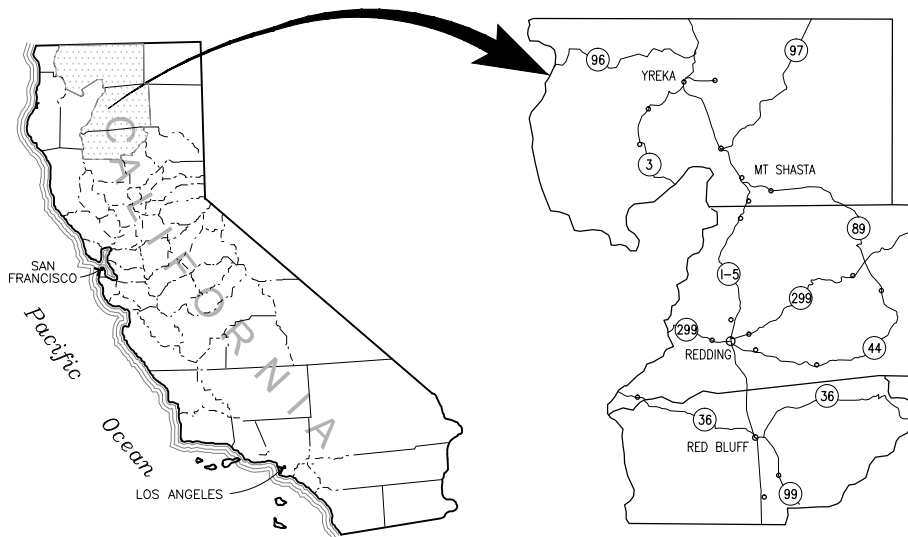 CALIFORNIA
SAN
FRANCISCO
Pacific
Ocean
LOS ANGELES
96
97
YREKA
3
MT SHASTA
89
I-5
299
299
REDDING
44
36
36
RED BLUFF
99